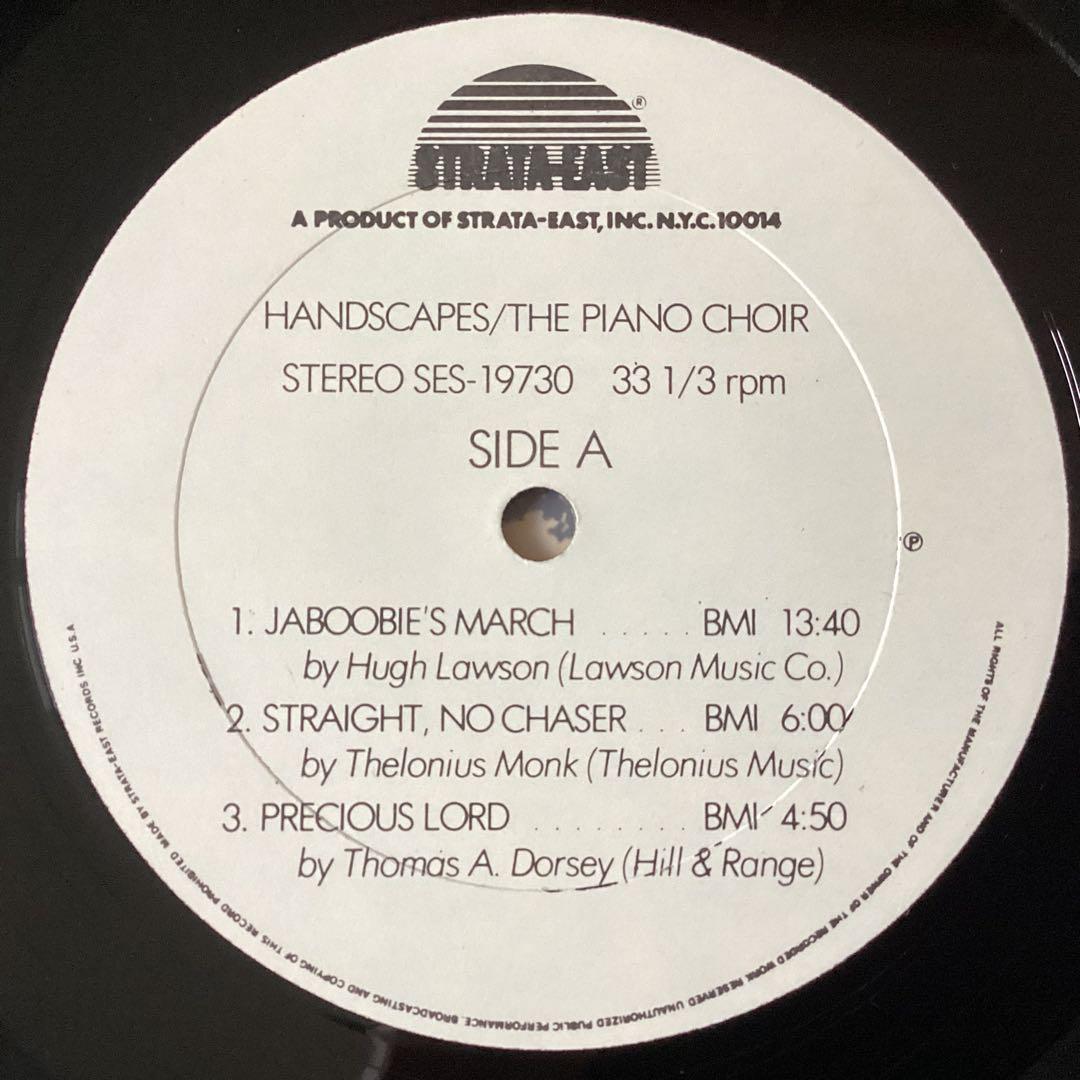 ®
STRATA-EAST
A PRODUCT OF STRATA-EAST, INC. N.Y.C. 10014
HANDSCAPES/THE PIANO CHOIR
STEREO SES-19730 33 1/3 rpm
SIDE A
℗
1. JABOOBIE'S MARCH ..... BMI 13:40
by Hugh Lawson (Lawson Music Co.)
2. STRAIGHT, NO CHASER ... BMI 6:00
by Thelonius Monk (Thelonius Music)
3. PRECIOUS LORD ........ BMI 4:50
by Thomas A. Dorsey (Hill & Range)
ALL RIGHTS OF THE MANUFACTURER AND OF THE OWNER OF THE RECORDED WORK RESERVED UNAUTHORIZED PUBLIC PERFORMANCE. BROADCASTING AND COPYING OF THIS RECORD PROHIBITED MADE BY STRATA-EAST RECORDS INC U.S.A